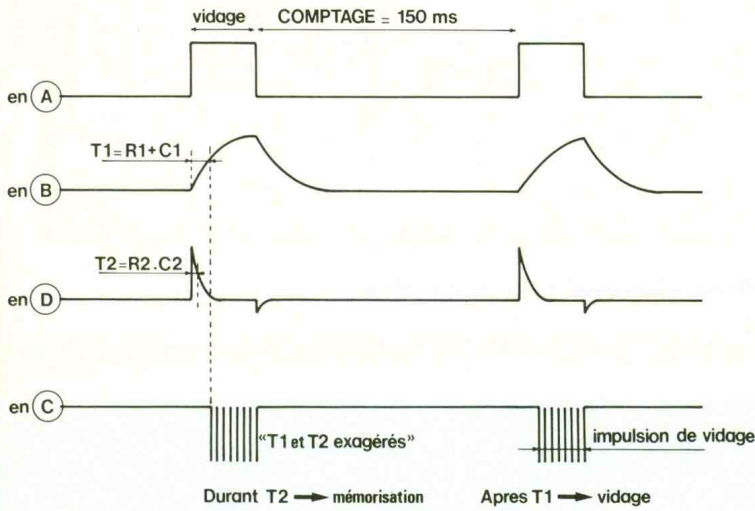 vidage COMPTAGE = 150 ms
en A
T1=R1+C1
en B
T2=R2.C2
en D
en C
“T1 et T2 exagérés” impulsion de vidage
Durant T2 → mémorisation Apres T1 → vidage